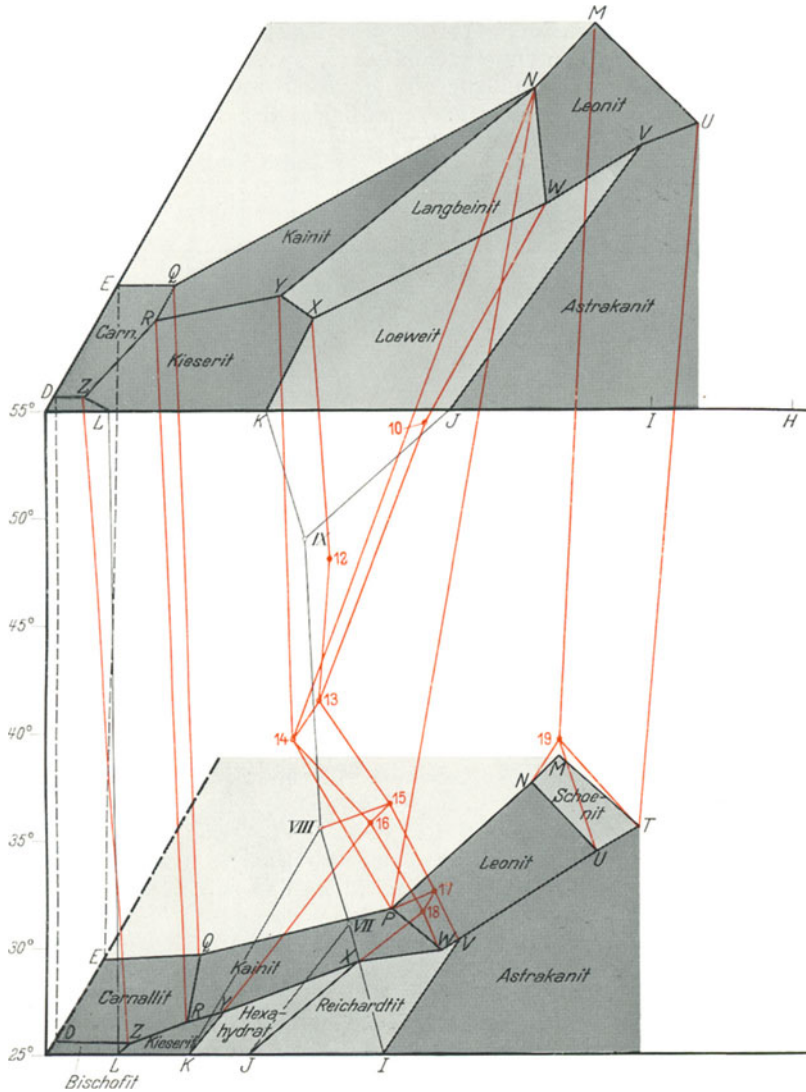 M
N
Leonit
V
U
W
Langbeinit
Kainit
E
Q
Y
X
Astrakanit
R
Carn.
Loeweit
Kieserit
D
Z
55°
L
K
10
J
I
H
50°
IX
12
45°
13
40°
14
19
M
N
Schoe-
nit
15
16
VIII
T
Leonit
U
35°
17
P
18
VII
W
V
30°
E
Q
Kainit
X
Astrakanit
Carnallit
R
Y
Hexa-
hydrat
Reichardtit
D
Z
Kieserit
25°
L
K
J
I
Bischofit